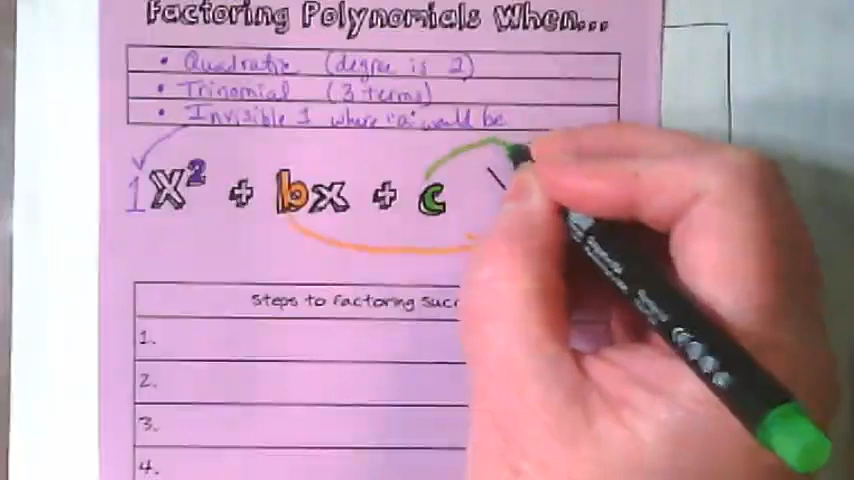 Factoring Polynomials When...
• Quadratic (degree is 2)
• Trinomial (3 terms)
• Invisible 1 where "a" would be
1x² + bx + c
Steps to Factoring
1.
2.
3.
4.